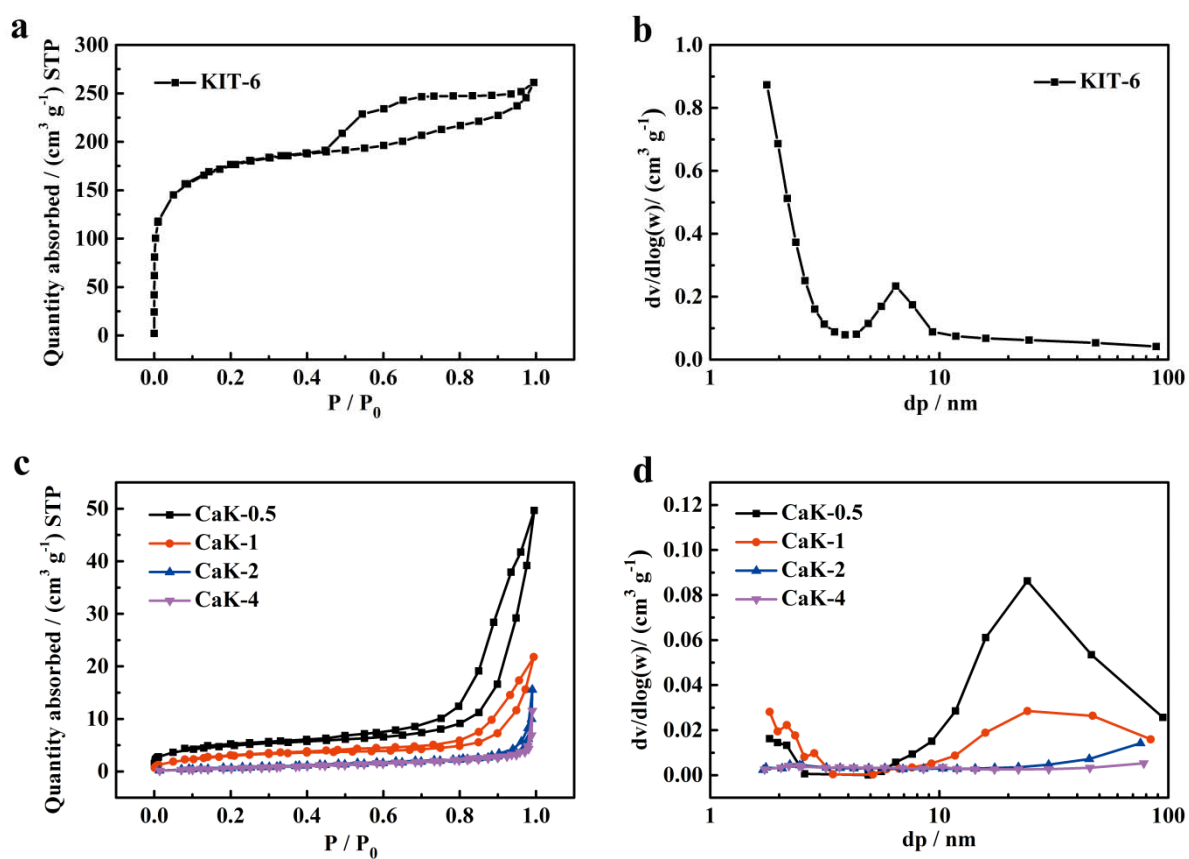 a
300
250
200
150
100
50
0
Quantity absorbed / (cm³ g⁻¹) STP
KIT-6
0.0 0.2 0.4 0.6 0.8 1.0
P / P₀
b
1.0
0.8
0.6
0.4
0.2
0.0
dv/dlog(w)/ (cm³ g⁻¹)
KIT-6
1 10 100
dp / nm
c
50
40
30
20
10
0
Quantity absorbed / (cm³ g⁻¹) STP
CaK-0.5
CaK-1
CaK-2
CaK-4
0.0 0.2 0.4 0.6 0.8 1.0
P / P₀
d
0.12
0.10
0.08
0.06
0.04
0.02
0.00
dv/dlog(w)/ (cm³ g⁻¹)
CaK-0.5
CaK-1
CaK-2
CaK-4
1 10 100
dp / nm